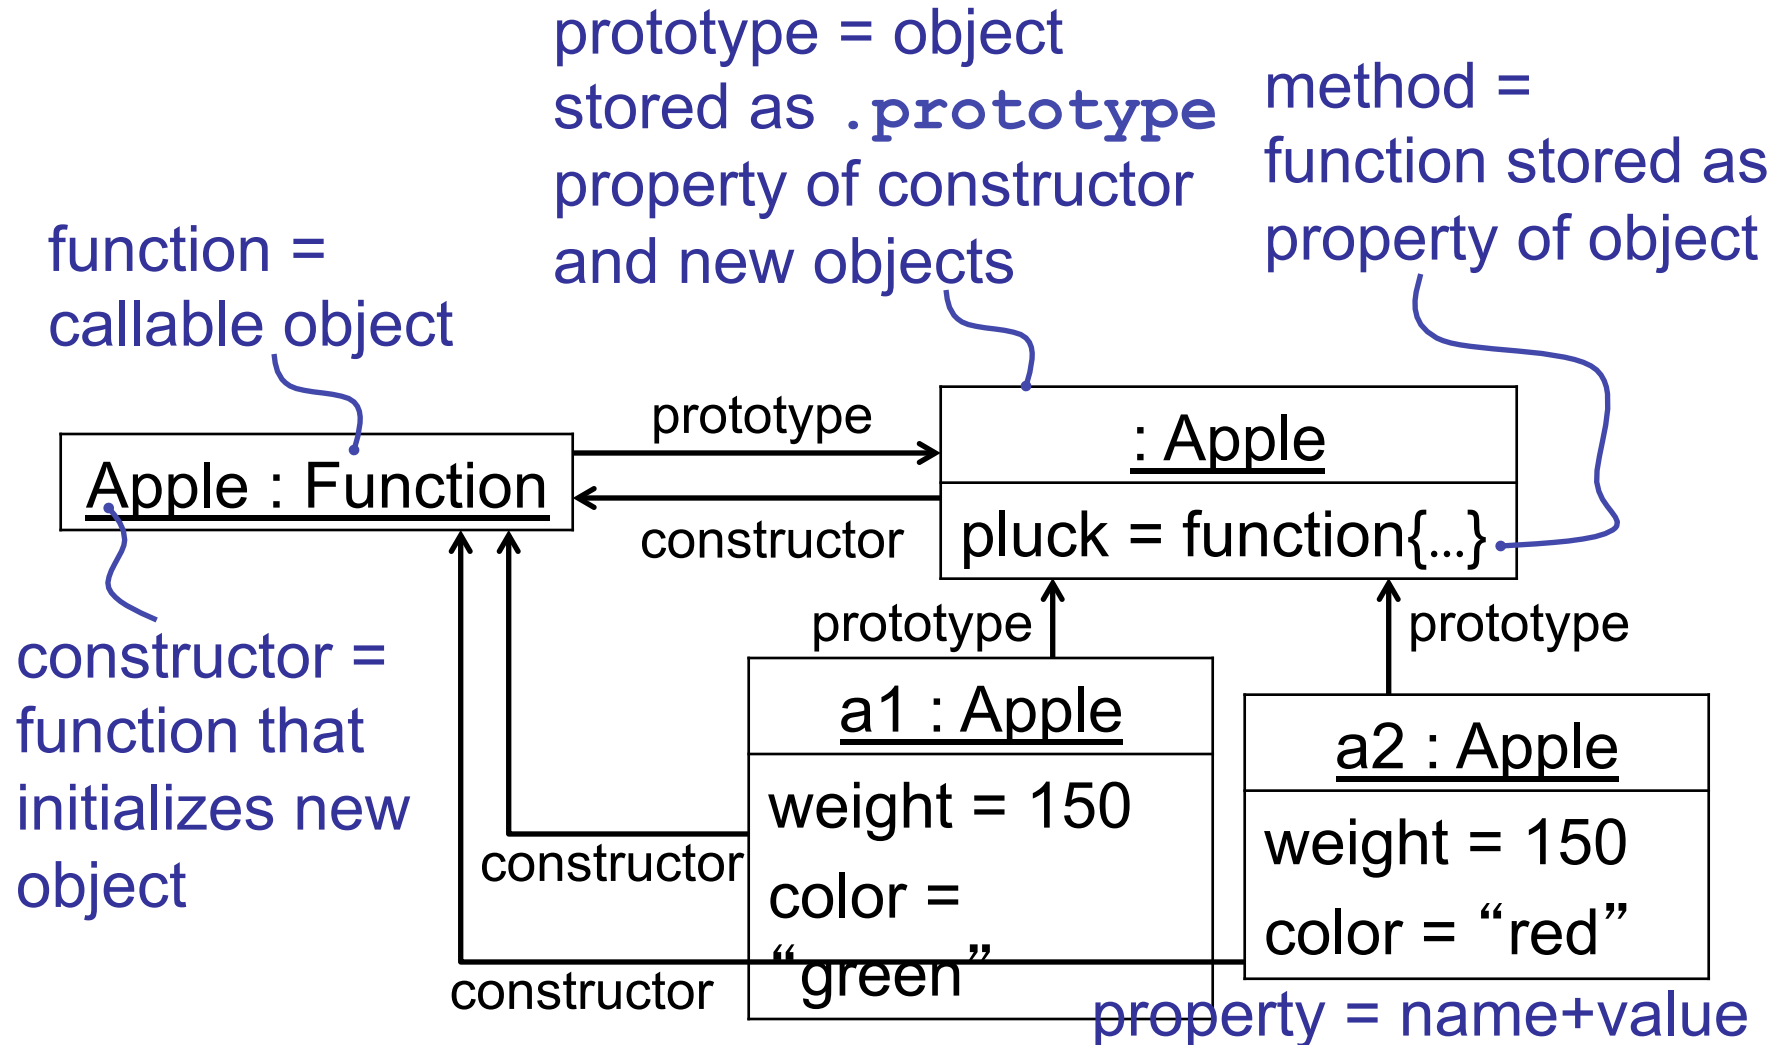 prototype = object
stored as .prototype
property of constructor
and new objects
method =
function stored as
property of object
function =
callable object
prototype
Apple : Function
constructor
: Apple
pluck = function{...}
prototype
prototype
constructor =
function that
initializes new
object
a1 : Apple
weight = 150
color =
“green”
a2 : Apple
weight = 150
color = “red”
constructor
constructor
property = name+value